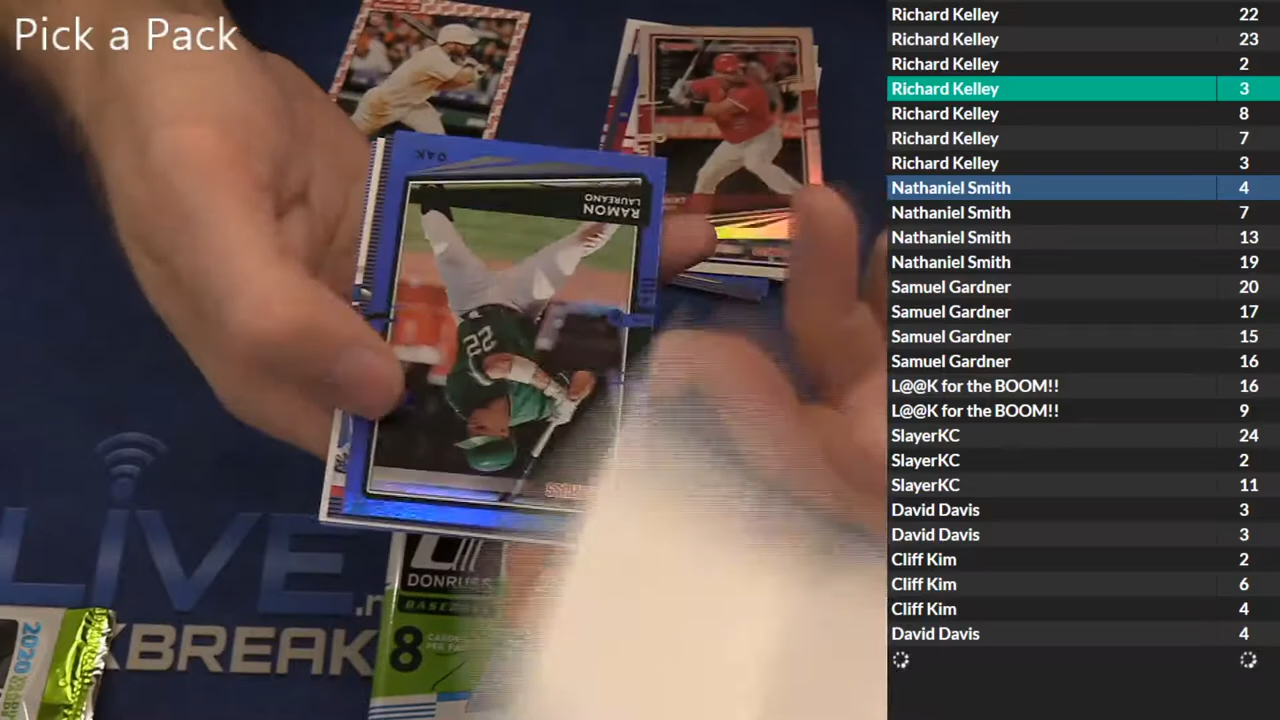 Pick a Pack
Richard Kelley 22
Richard Kelley 23
Richard Kelley 2
Richard Kelley 3
Richard Kelley 8
Richard Kelley 7
Richard Kelley 3
Nathaniel Smith 4
Nathaniel Smith 7
Nathaniel Smith 13
Nathaniel Smith 19
Samuel Gardner 20
Samuel Gardner 17
Samuel Gardner 15
Samuel Gardner 16
L@@K for the BOOM!! 16
L@@K for the BOOM!! 9
SlayerKC 24
SlayerKC 2
SlayerKC 11
David Davis 3
David Davis 3
Cliff Kim 2
Cliff Kim 6
Cliff Kim 4
David Davis 4
OAK
RAMON
LAUREANO
22
DONRUSS
8
LIVE
BREAK
2020